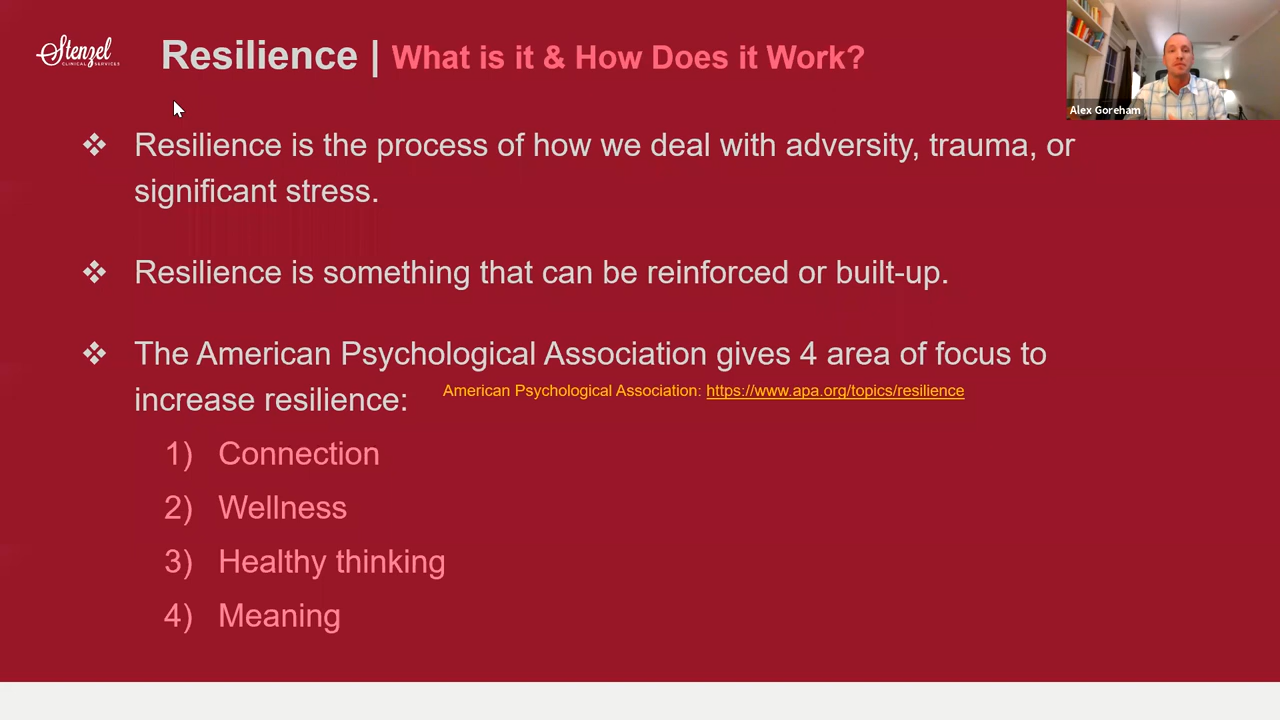 Stenzel
CLINICAL SERVICES
Resilience | What is it & How Does it Work?
Alex Goreham
❖ Resilience is the process of how we deal with adversity, trauma, or
significant stress.
❖ Resilience is something that can be reinforced or built-up.
❖ The American Psychological Association gives 4 area of focus to
increase resilience:
American Psychological Association: https://www.apa.org/topics/resilience
1) Connection
2) Wellness
3) Healthy thinking
4) Meaning